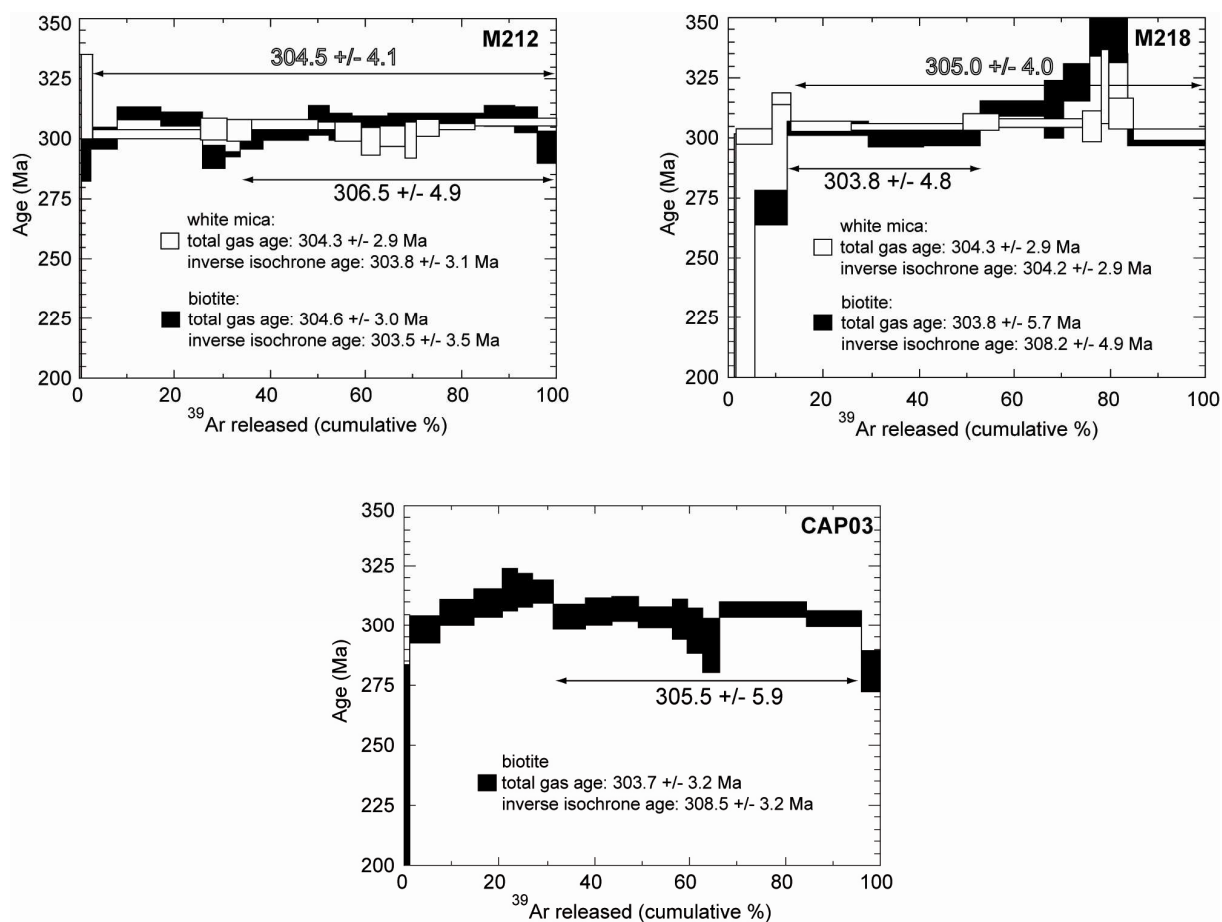 M212
304.5 +/- 4.1
306.5 +/- 4.9
white mica:
total gas age: 304.3 +/- 2.9 Ma
inverse isochrone age: 303.8 +/- 3.1 Ma
biotite:
total gas age: 304.6 +/- 3.0 Ma
inverse isochrone age: 303.5 +/- 3.5 Ma
Age (Ma)
350
325
300
275
250
225
200
0 20 40 60 80 100
39Ar released (cumulative %)
M218
305.0 +/- 4.0
303.8 +/- 4.8
white mica:
total gas age: 304.3 +/- 2.9 Ma
inverse isochrone age: 304.2 +/- 2.9 Ma
biotite:
total gas age: 303.8 +/- 5.7 Ma
inverse isochrone age: 308.2 +/- 4.9 Ma
Age (Ma)
350
325
300
275
250
225
200
0 20 40 60 80 100
39Ar released (cumulative %)
CAP03
305.5 +/- 5.9
biotite
total gas age: 303.7 +/- 3.2 Ma
inverse isochrone age: 308.5 +/- 3.2 Ma
Age (Ma)
350
325
300
275
250
225
200
0 20 40 60 80 100
39Ar released (cumulative %)